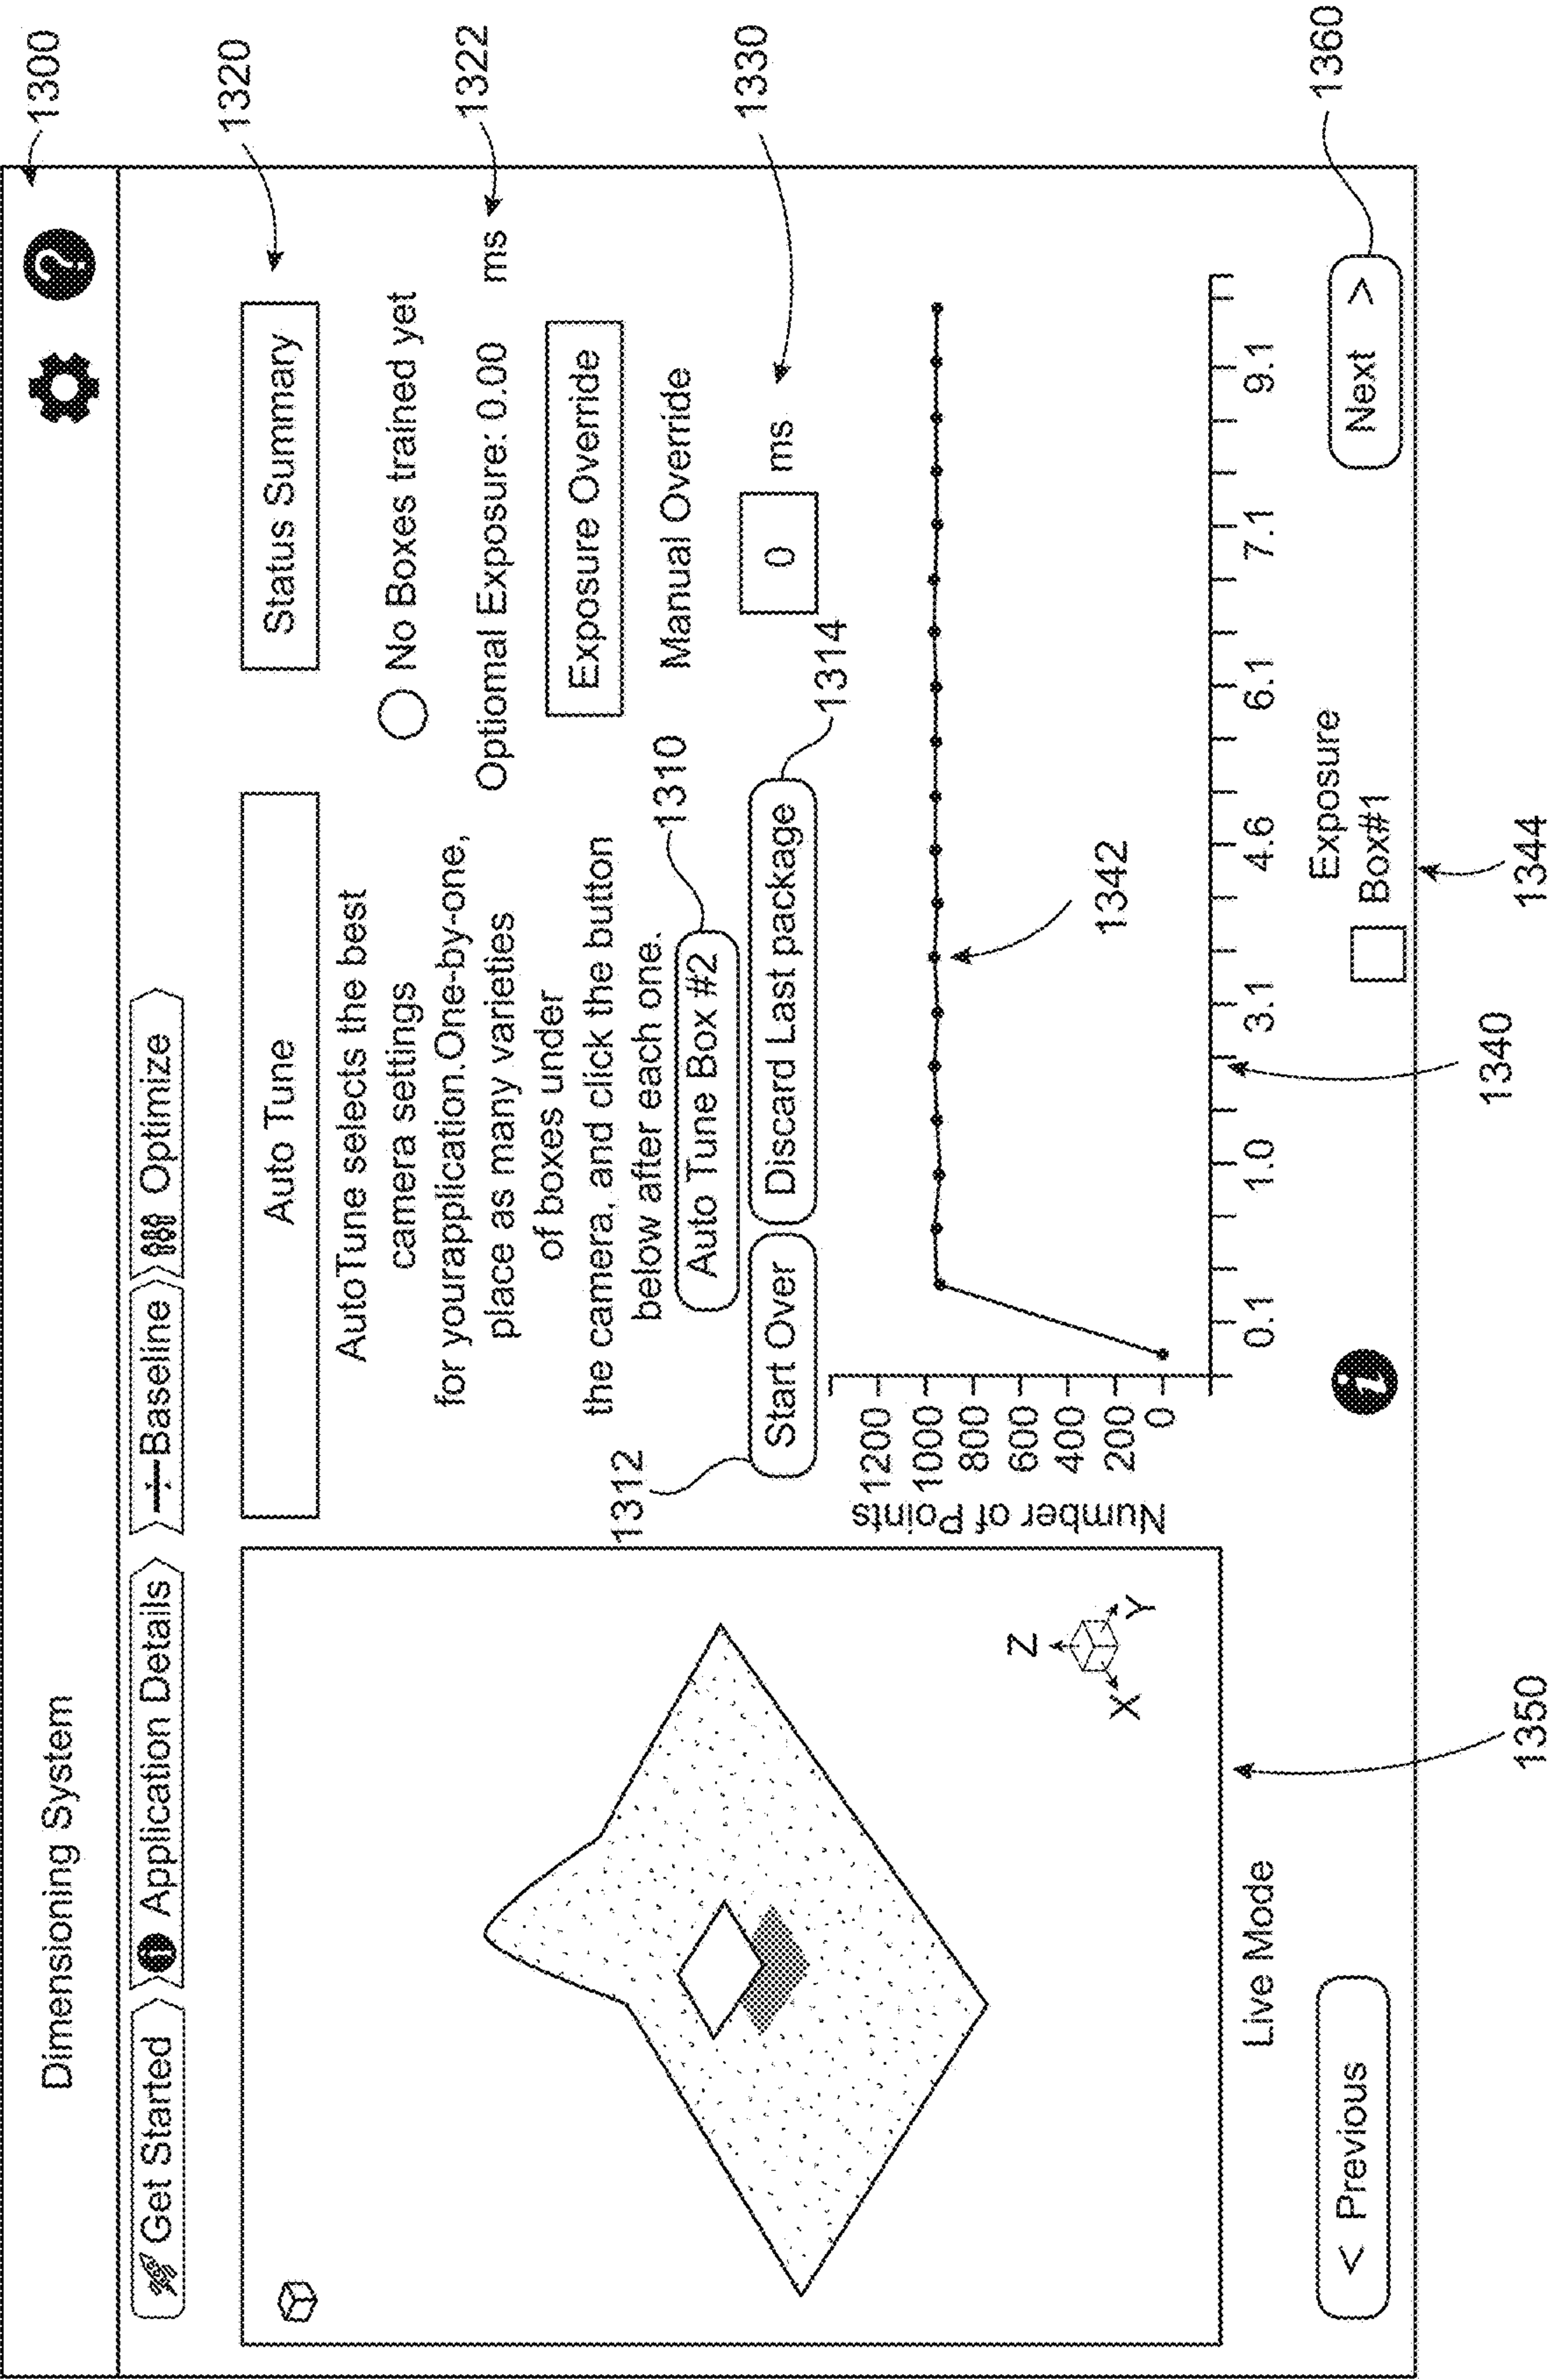 1300
Dimensioning System
Get Started
Application Details
Baseline
Optimize
1320
Auto Tune
Status Summary
AutoTune selects the best
camera settings
for yourapplication.One-by-one,
place as many varieties
of boxes under
the camera, and click the button
below after each one.
No Boxes trained yet
1322
Optiomal Exposure: 0.00 ms
Exposure Override
Manual Override
1330
0 ms
1310
Auto Tune Box #2
1312
Start Over
Discard Last package
1314
Number of Points
1200
1000
800
600
400
200
0
1342
0.1 1.0 3.1 4.6 6.1 7.1 9.1
Exposure
Box#1
1340
1344
Z
X
Y
Live Mode
1350
< Previous
i
Next >
1360
?